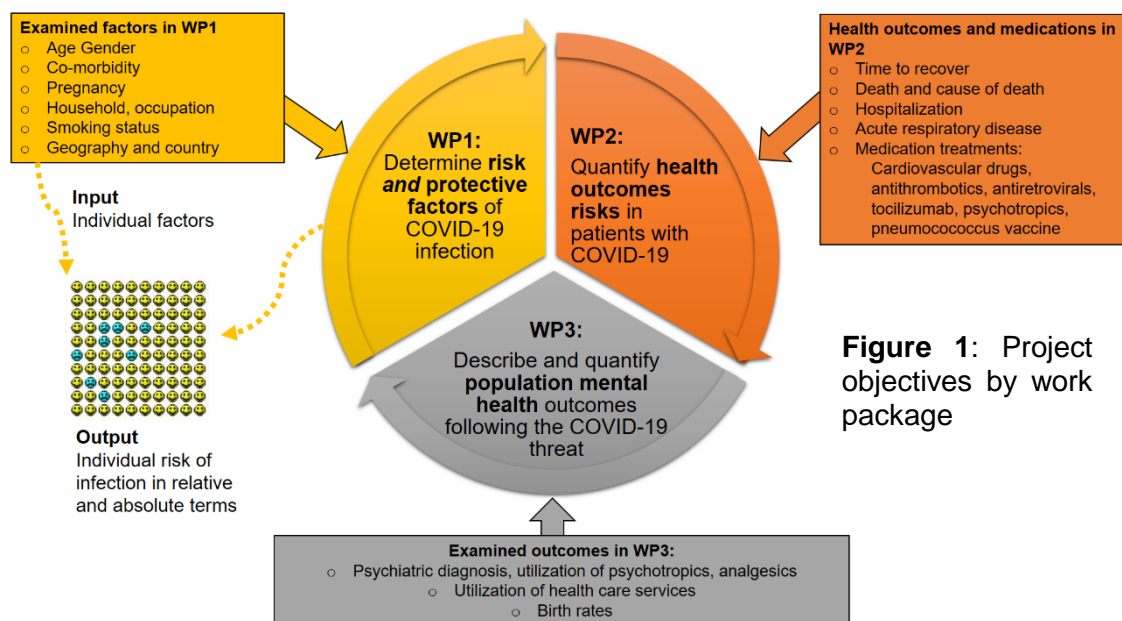 Examined factors in WP1
o Age Gender
o Co-morbidity
o Pregnancy
o Household, occupation
o Smoking status
o Geography and country
Input
Individual factors
Output
Individual risk of
infection in relative
and absolute terms
WP1:
Determine risk
and protective
factors of
COVID-19
infection
WP2:
Quantify health
outcomes
risks in
patients with
COVID-19
WP3:
Describe and quantify
population mental
health outcomes
following the COVID-19
threat
Health outcomes and medications in
WP2
o Time to recover
o Death and cause of death
o Hospitalization
o Acute respiratory disease
o Medication treatments:
Cardiovascular drugs,
antithrombotics, antiretrovirals,
tocilizumab, psychotropics,
pneumocococcus vaccine
Figure 1: Project
objectives by work
package
Examined outcomes in WP3:
o Psychiatric diagnosis, utilization of psychotropics, analgesics
o Utilization of health care services
o Birth rates